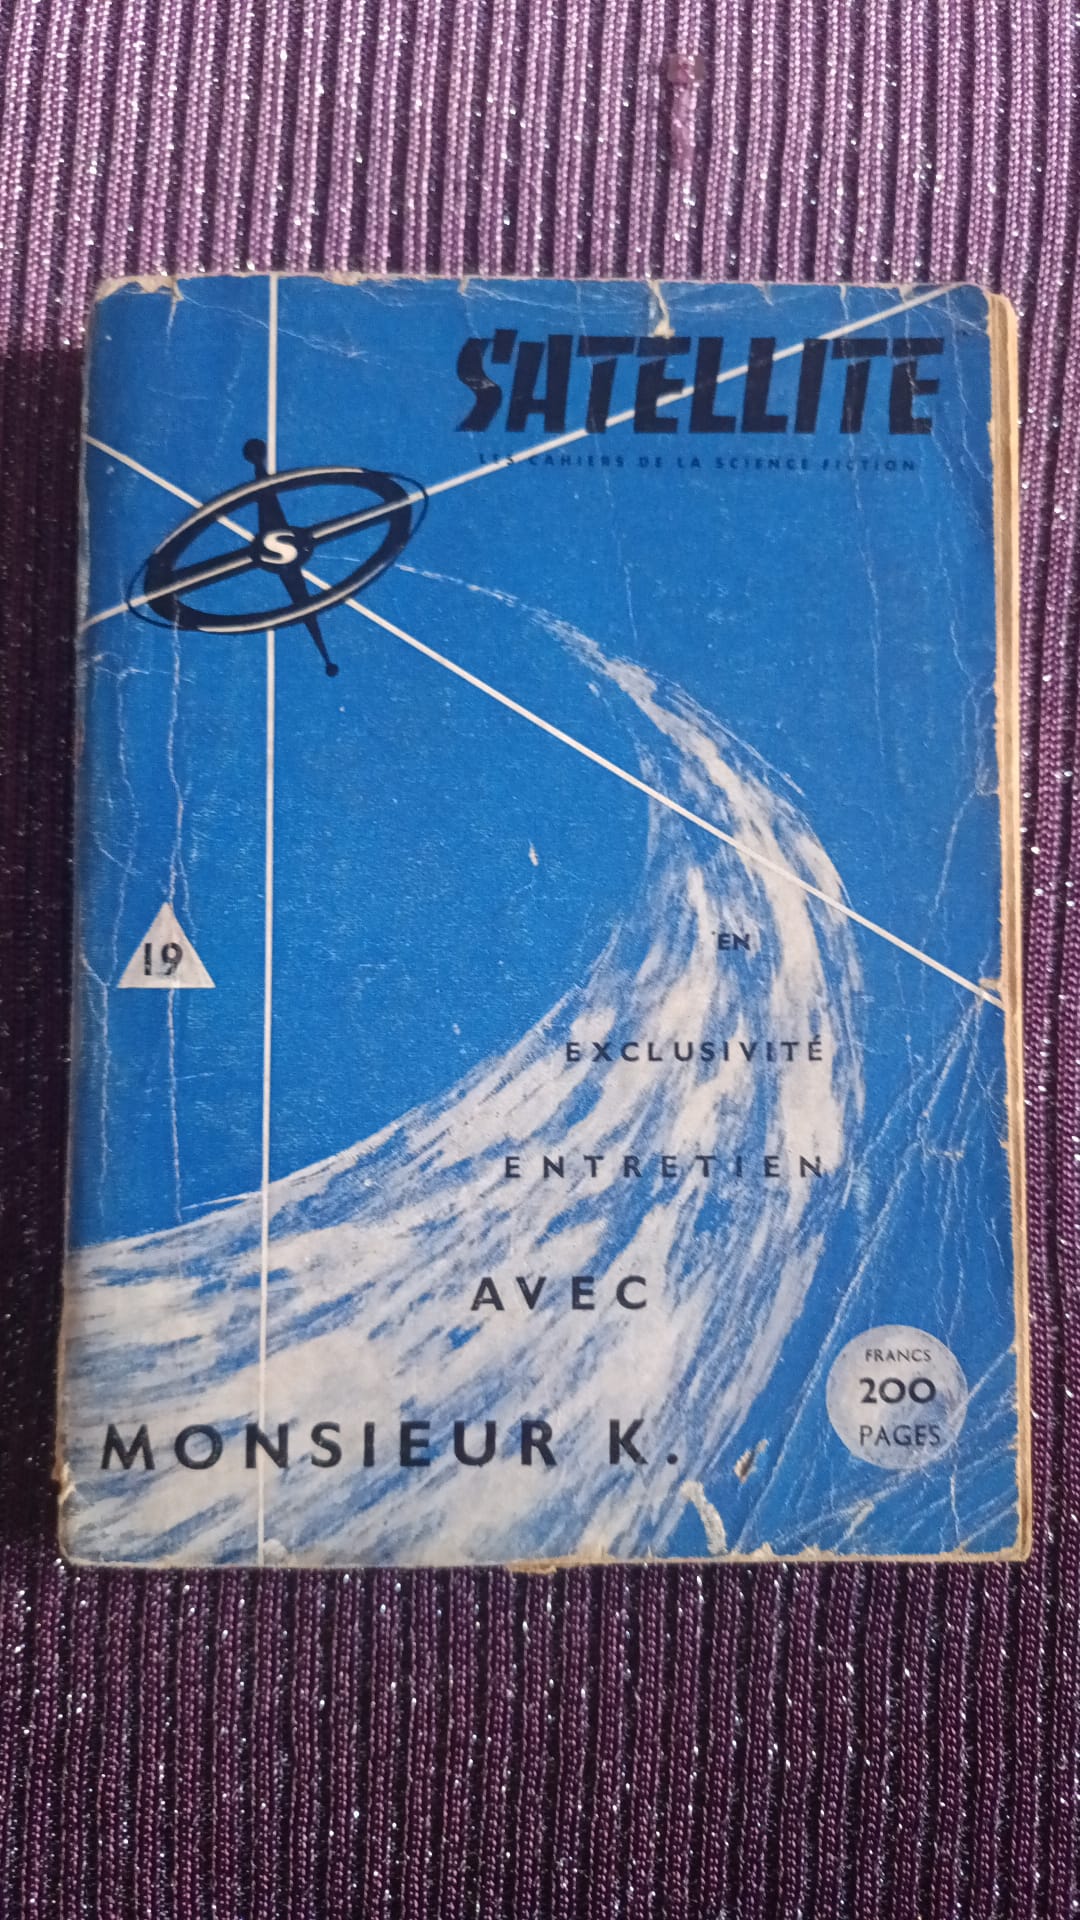 SATELLITE
LES CAHIERS DE LA SCIENCE FICTION
S
19
EN
EXCLUSIVITÉ
ENTRETIEN
AVEC
MONSIEUR K.
FRANCS
200
PAGES